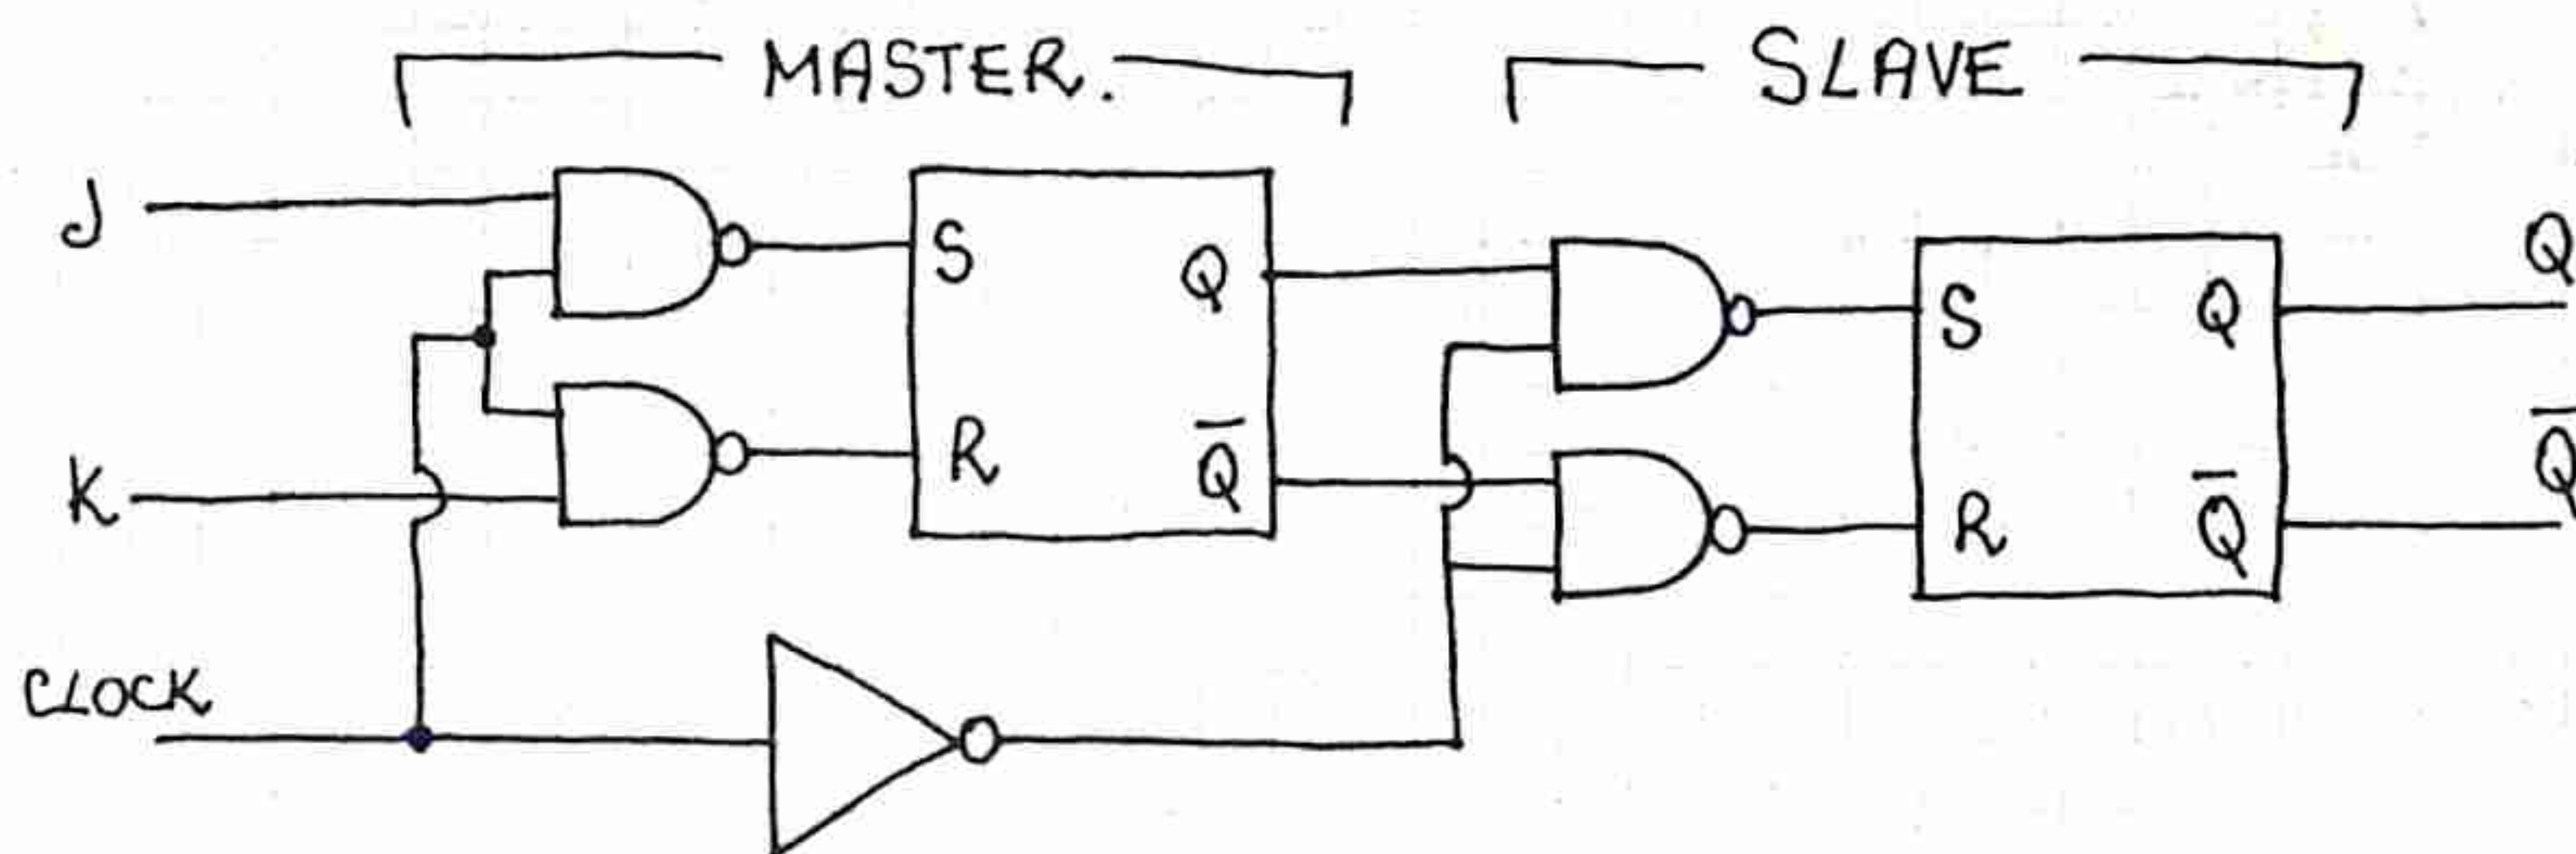 MASTER. SLAVE
J
S Q
K
R Q̅
S Q
R Q̅
Q
Q̅
CLOCK